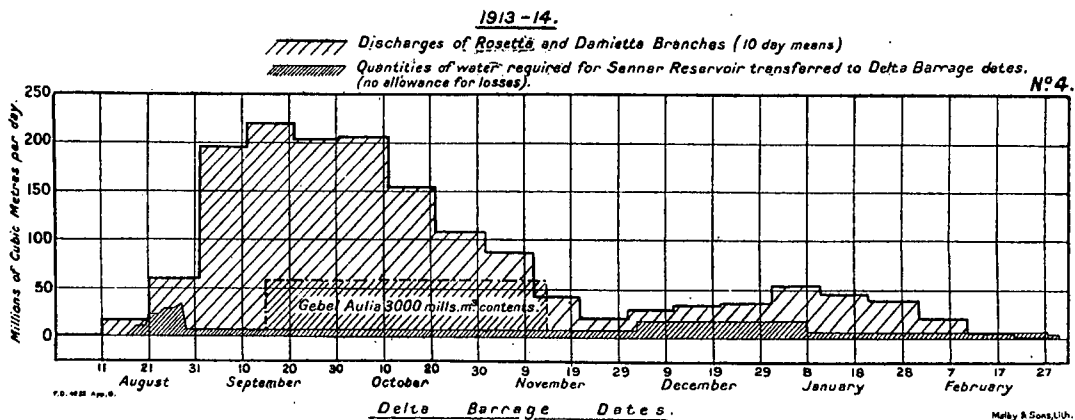 1913-14.
Discharges of Rosetta and Damietta Branches (10 day means)
Quantities of water required for Sennar Reservoir transferred to Delta Barrage dates.
(no allowance for losses).
Nº4.
Millions of Cubic Metres per day.
250
200
150
100
50
0
Gebel Aulia 3000 mills.m³ contents.
11 21 31 10 20 30 10 20 30 9 19 29 9 19 29 8 18 28 7 17 27
August September October November December January February
Delta Barrage Dates.
Malby & Sons, Lith.